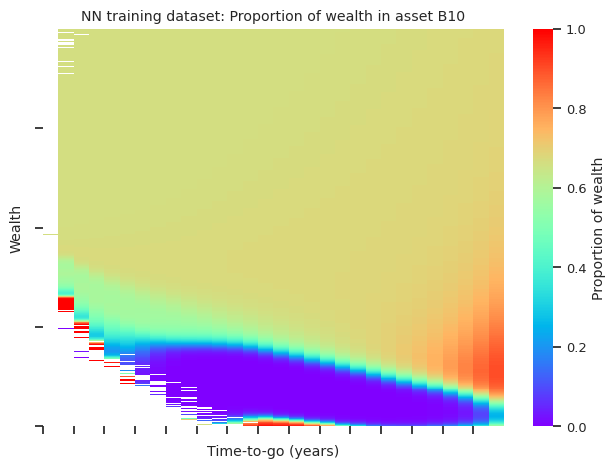 NN training dataset: Proportion of wealth in asset B10
Wealth
Time-to-go (years)
1.0
0.8
0.6
0.4
0.2
0.0
Proportion of wealth